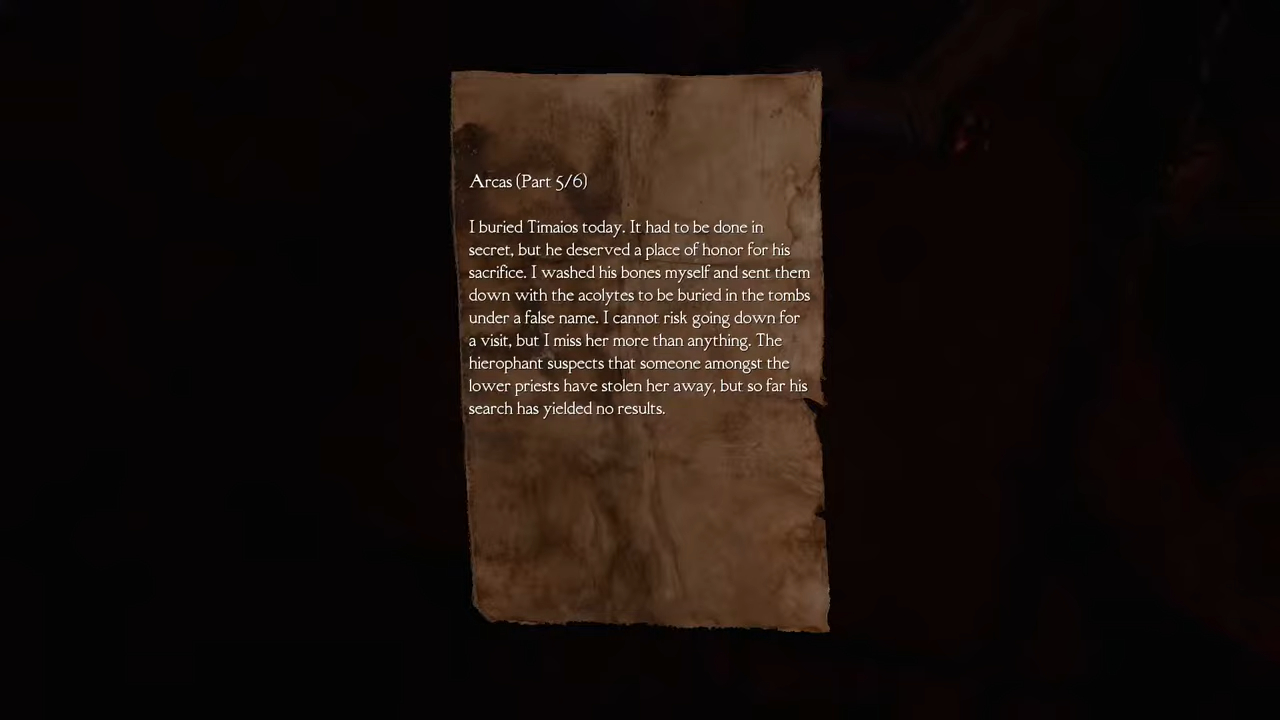 Arcas (Part 5/6)
I buried Timaios today. It had to be done in
secret, but he deserved a place of honor for his
sacrifice. I washed his bones myself and sent them
down with the acolytes to be buried in the tombs
under a false name. I cannot risk going down for
a visit, but I miss her more than anything. The
hierophant suspects that someone amongst the
lower priests have stolen her away, but so far his
search has yielded no results.